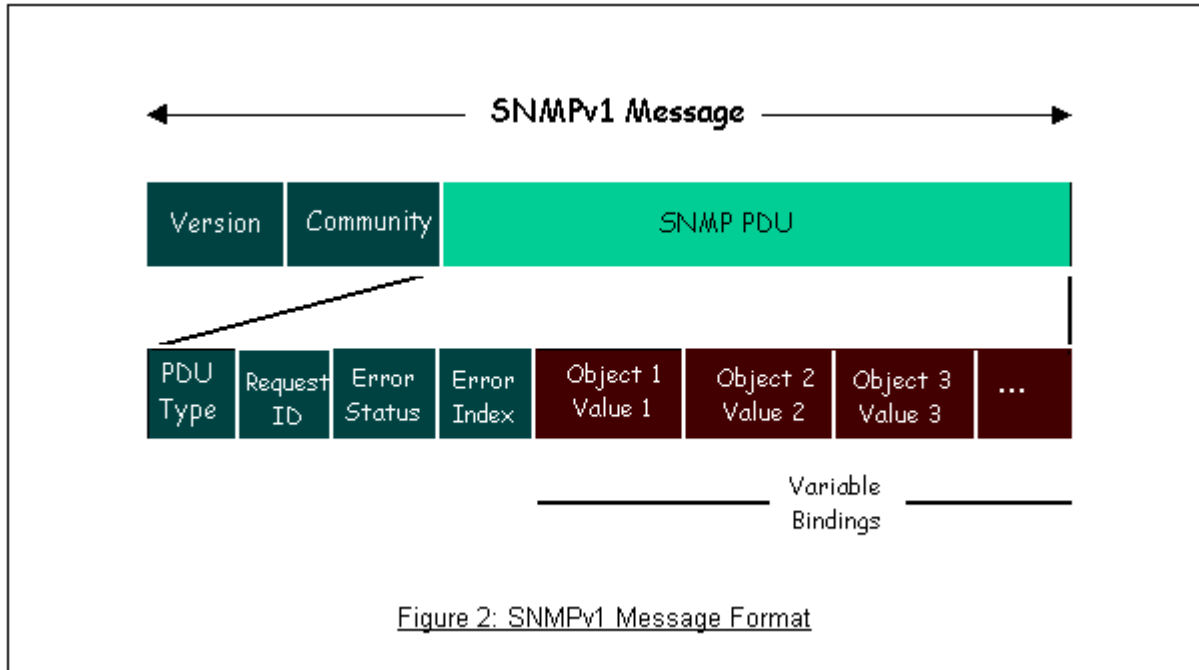 SNMPv1 Message
Version
Community
SNMP PDU
PDU
Type
Request
ID
Error
Status
Error
Index
Object 1
Value 1
Object 2
Value 2
Object 3
Value 3
...
Variable
Bindings
Figure 2: SNMPv1 Message Format